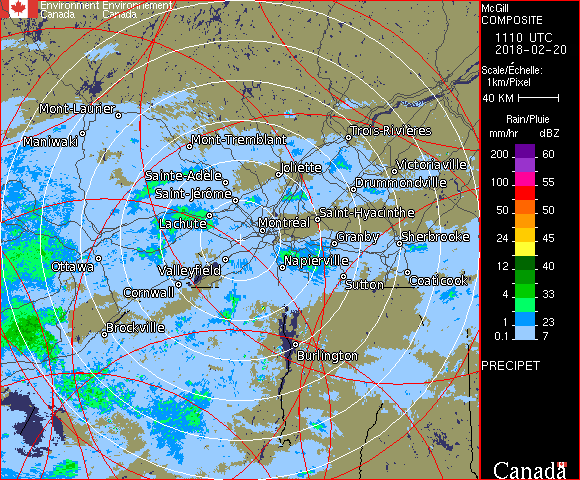 Environment Environnement
Canada Canada
McGill
COMPOSITE
1110 UTC
2018-02-20
Scale/Échelle:
1km/Pixel
40 KM
Rain/Pluie
mm/hr dBZ
200 60
100 55
50 50
24 45
12 40
4 33
1 23
0.1 7
PRECIPET
Canada
Mont-Laurier
Maniwaki
Mont-Tremblant
Trois-Rivières
Joliette
Victoriaville
Sainte-Adèle
Drummondville
Saint-Jérôme
Lachute
Saint-Hyacinthe
Montréal
Granby
Sherbrooke
Ottawa
Valleyfield
Napierville
Cornwall
Sutton
Coaticook
Brockville
Burlington